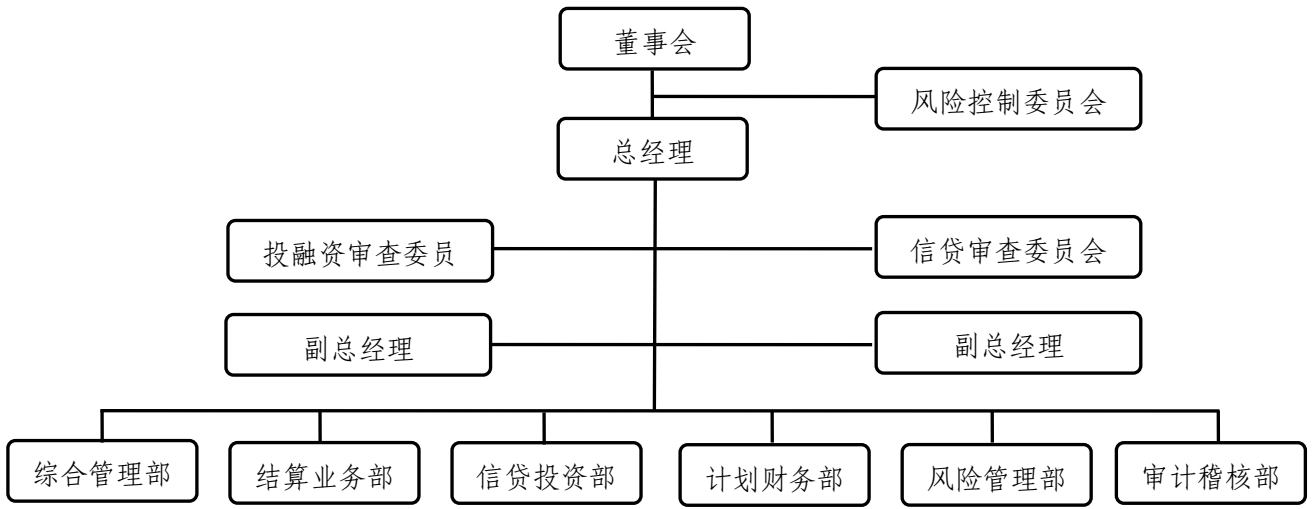 董事会
风险控制委员会
总经理
投融资审查委员
信贷审查委员会
副总经理
副总经理
综合管理部
结算业务部
信贷投资部
计划财务部
风险管理部
审计稽核部